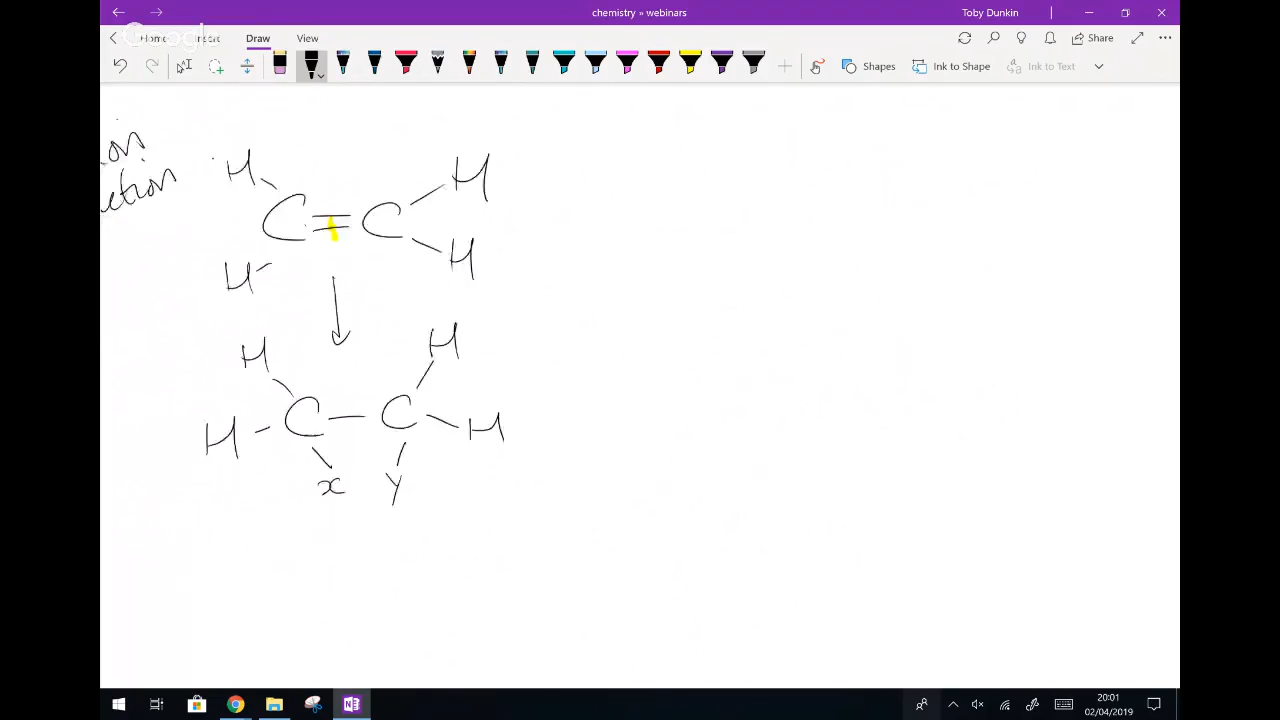 chemistry » webinars
Toby Dunkin
Home
Insert
Draw
View
Google
Share
Shapes
Ink to Shape
Ink to Text
H
H
C = C
H
H
H
H
H - C - C - H
x y
20:01
02/04/2019